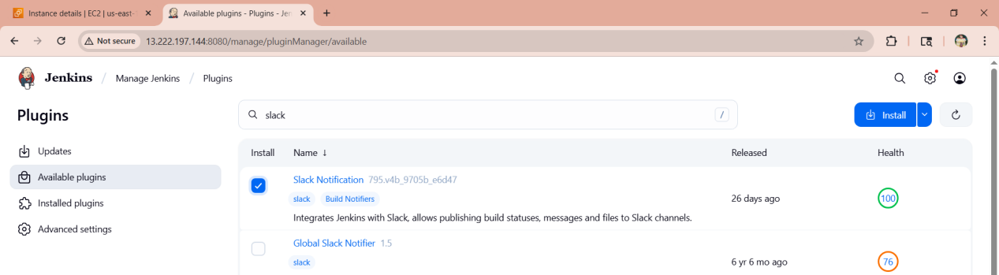 Instance details | EC2 | us-east-
Available plugins - Plugins - Jen
Not secure 13.222.197.144:8080/manage/pluginManager/available
Jenkins / Manage Jenkins / Plugins
Plugins
slack /
Install
Updates
Available plugins
Installed plugins
Advanced settings
Install Name ↓ Released Health
Slack Notification 795.v4b_9705b_e6d47
slack Build Notifiers
Integrates Jenkins with Slack, allows publishing build statuses, messages and files to Slack channels.
26 days ago
100
Global Slack Notifier 1.5
slack
6 yr 6 mo ago
76